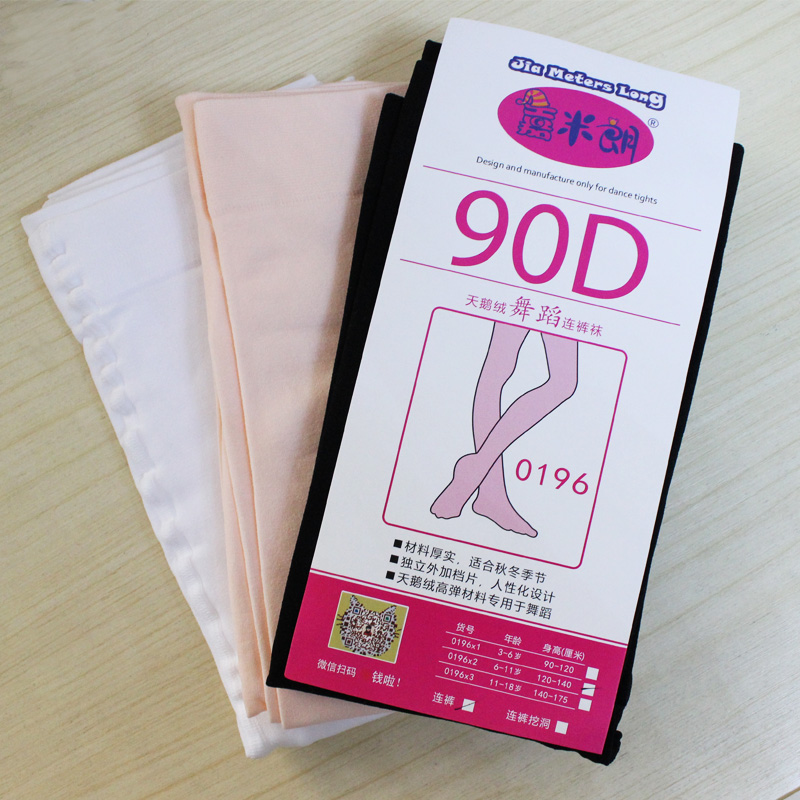 Jia Meters Long
嘉米朗®
Design and manufacture only for dance tights
90D
天鹅绒舞蹈连裤袜
0196
■材料厚实，适合秋冬季节
■独立外加档片，人性化设计
■天鹅绒高弹材料专用于舞蹈
货号 年龄 身高(厘米)
0196x1 3-6岁 90-120
0196x2 6-11岁 120-140
0196x3 11-18岁 140-175
微信扫码 钱啦！
连裤
连裤挖洞